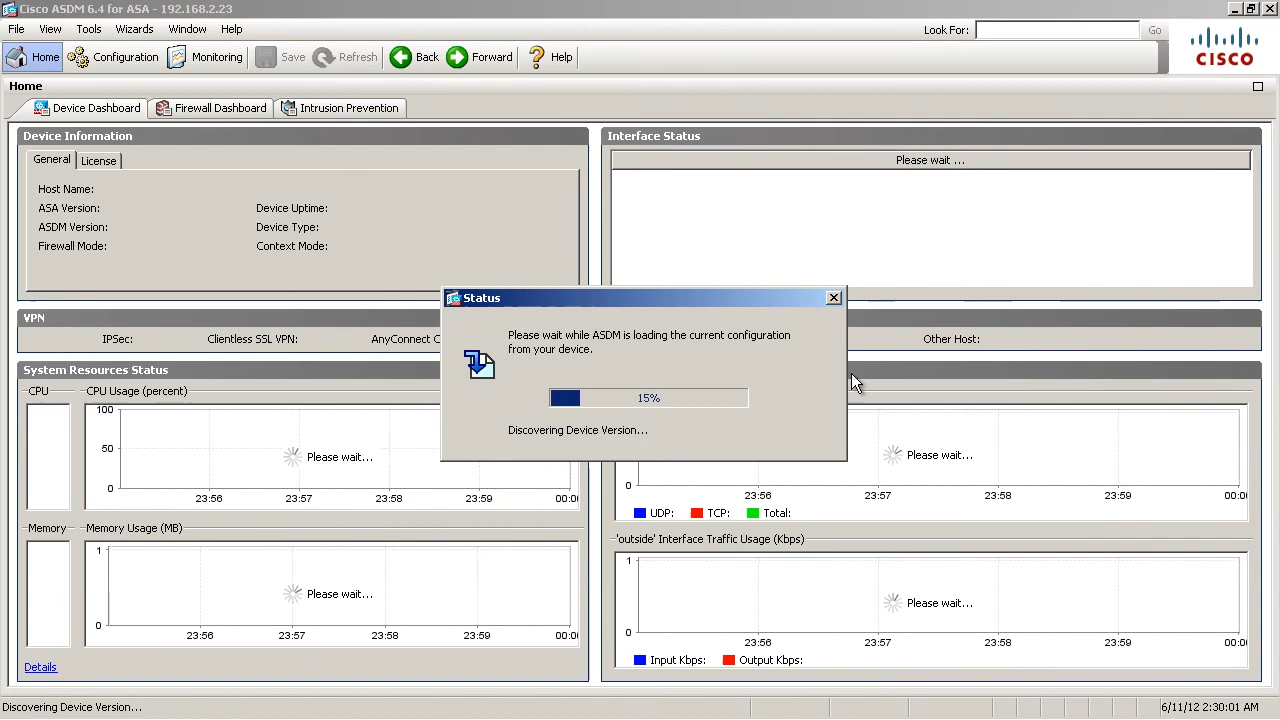 Cisco ASDM 6.4 for ASA - 192.168.2.23
File View Tools Wizards Window Help
Look For: Go
CISCO
Home Configuration Monitoring Save Refresh Back Forward Help
Home
Device Dashboard Firewall Dashboard Intrusion Prevention
Device Information
General License
Host Name:
ASA Version: Device Uptime:
ASDM Version: Device Type:
Firewall Mode: Context Mode:
Interface Status
Please wait ...
Status
Please wait while ASDM is loading the current configuration
from your device.
15%
Discovering Device Version...
VPN
IPSec: Clientless SSL VPN: AnyConnect C Other Host:
System Resources Status
CPU CPU Usage (percent)
100
50
0
Please wait...
23:56 23:57 23:58 23:59 00:0
Memory Memory Usage (MB)
1
0
Please wait...
23:56 23:57 23:58 23:59 00:0
Details
0
Please wait...
23:56 23:57 23:58 23:59 00:0
UDP: TCP: Total:
'outside' Interface Traffic Usage (Kbps)
1
0
Please wait...
23:56 23:57 23:58 23:59 00:0
Input Kbps: Output Kbps:
Discovering Device Version... 6/11/12 2:30:01 AM